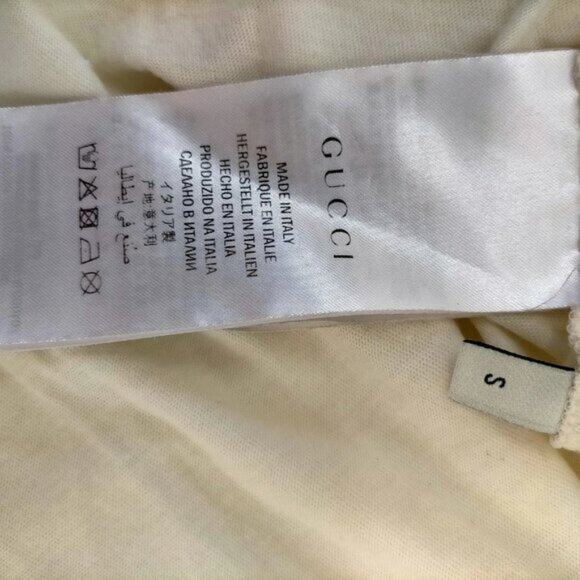 GUCCI
MADE IN ITALY
FABRIQUE EN ITALIE
HERGESTELLT IN ITALIEN
HECHO EN ITALIA
PRODUZIDO NA ITALIA
СДЕЛАНО В ИТАЛИИ
イタリア製
产地意大利
صنع في إيطاليا
S